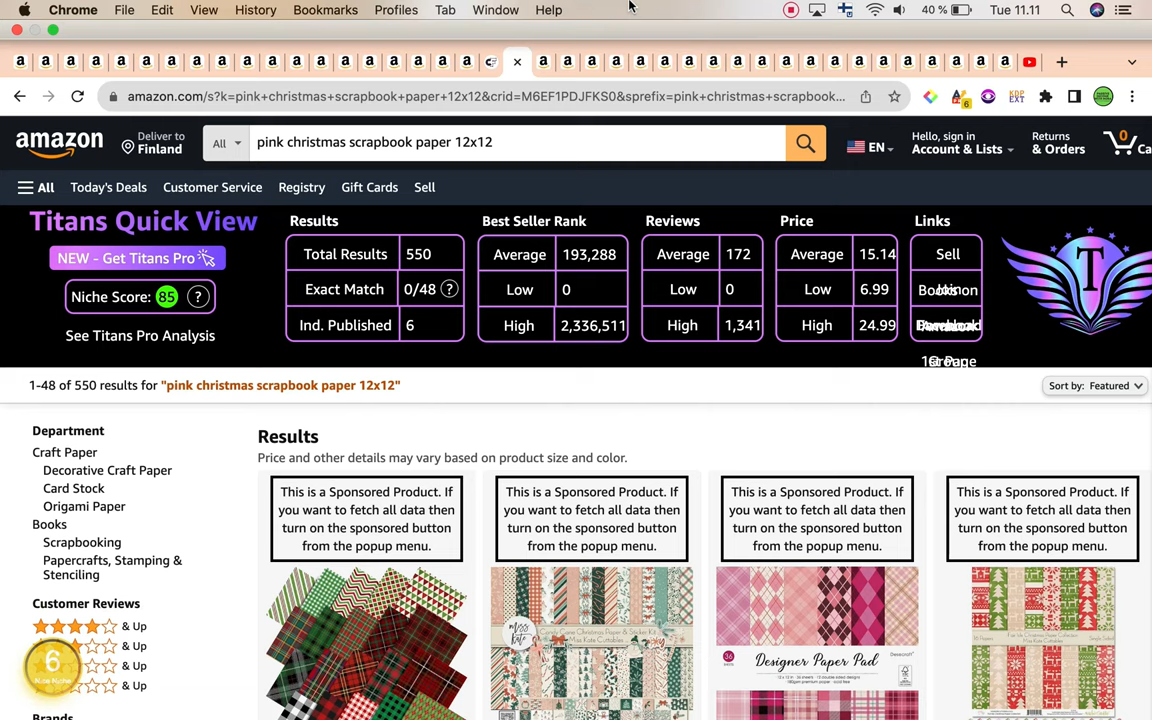 Chrome File Edit View History Bookmarks Profiles Tab Window Help 40 % Tue 11.11
amazon.com/s?k=pink+christmas+scrapbook+paper+12x12&crid=M6EF1PDJFKS0&sprefix=pink+christmas+scrapbook...
amazon
Deliver to
Finland
All
pink christmas scrapbook paper 12x12
EN
Hello, sign in
Account & Lists
Returns
& Orders
0
Ca
All Today's Deals Customer Service Registry Gift Cards Sell
Titans Quick View
NEW - Get Titans Pro
Niche Score: 85 ?
See Titans Pro Analysis
Results
Total Results 550
Exact Match 0/48 ?
Ind. Published 6
Best Seller Rank
Average 193,288
Low 0
High 2,336,511
Reviews
Average 172
Low 0
High 1,341
Price
Average 15.14
Low 6.99
High 24.99
Links
Sell
T
1-48 of 550 results for "pink christmas scrapbook paper 12x12"
Sort by: Featured
Department
Craft Paper
Decorative Craft Paper
Card Stock
Origami Paper
Books
Scrapbooking
Papercrafts, Stamping &
Stenciling
Customer Reviews
& Up
& Up
& Up
& Up
6
Brands
Results
Price and other details may vary based on product size and color.
This is a Sponsored Product. If
you want to fetch all data then
turn on the sponsored button
from the popup menu.
This is a Sponsored Product. If
you want to fetch all data then
turn on the sponsored button
from the popup menu.
This is a Sponsored Product. If
you want to fetch all data then
turn on the sponsored button
from the popup menu.
This is a Sponsored Product. If
you want to fetch all data then
turn on the sponsored button
from the popup menu.
miss
Kate
Candy Cane Christmas Paper & Sticker Kit
Miss Kate Cuttables
36
Designer Paper Pad